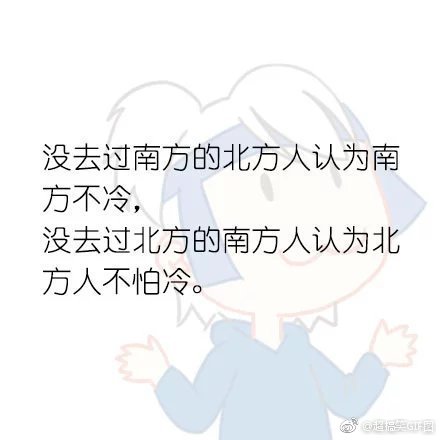 没去过南方的北方人认为南
方不冷，
没去过北方的南方人认为北
方人不怕冷。